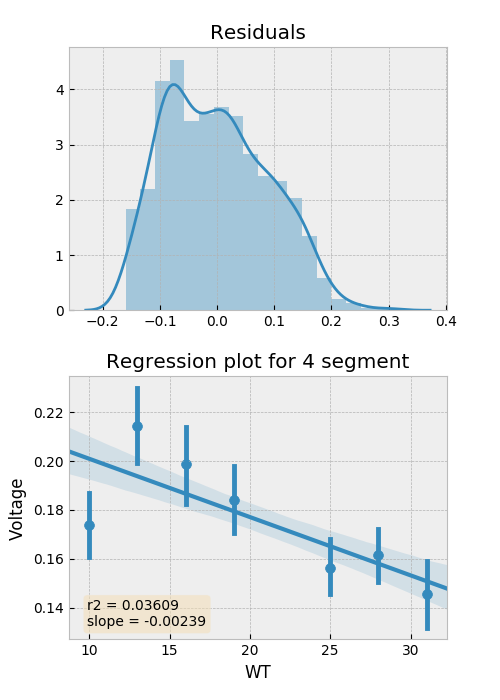 Residuals
4
3
2
1
0
−0.2 −0.1 0.0 0.1 0.2 0.3 0.4
Regression plot for 4 segment
0.22
0.20
0.18
0.16
0.14
Voltage
r2 = 0.03609
slope = -0.00239
10 15 20 25 30
WT